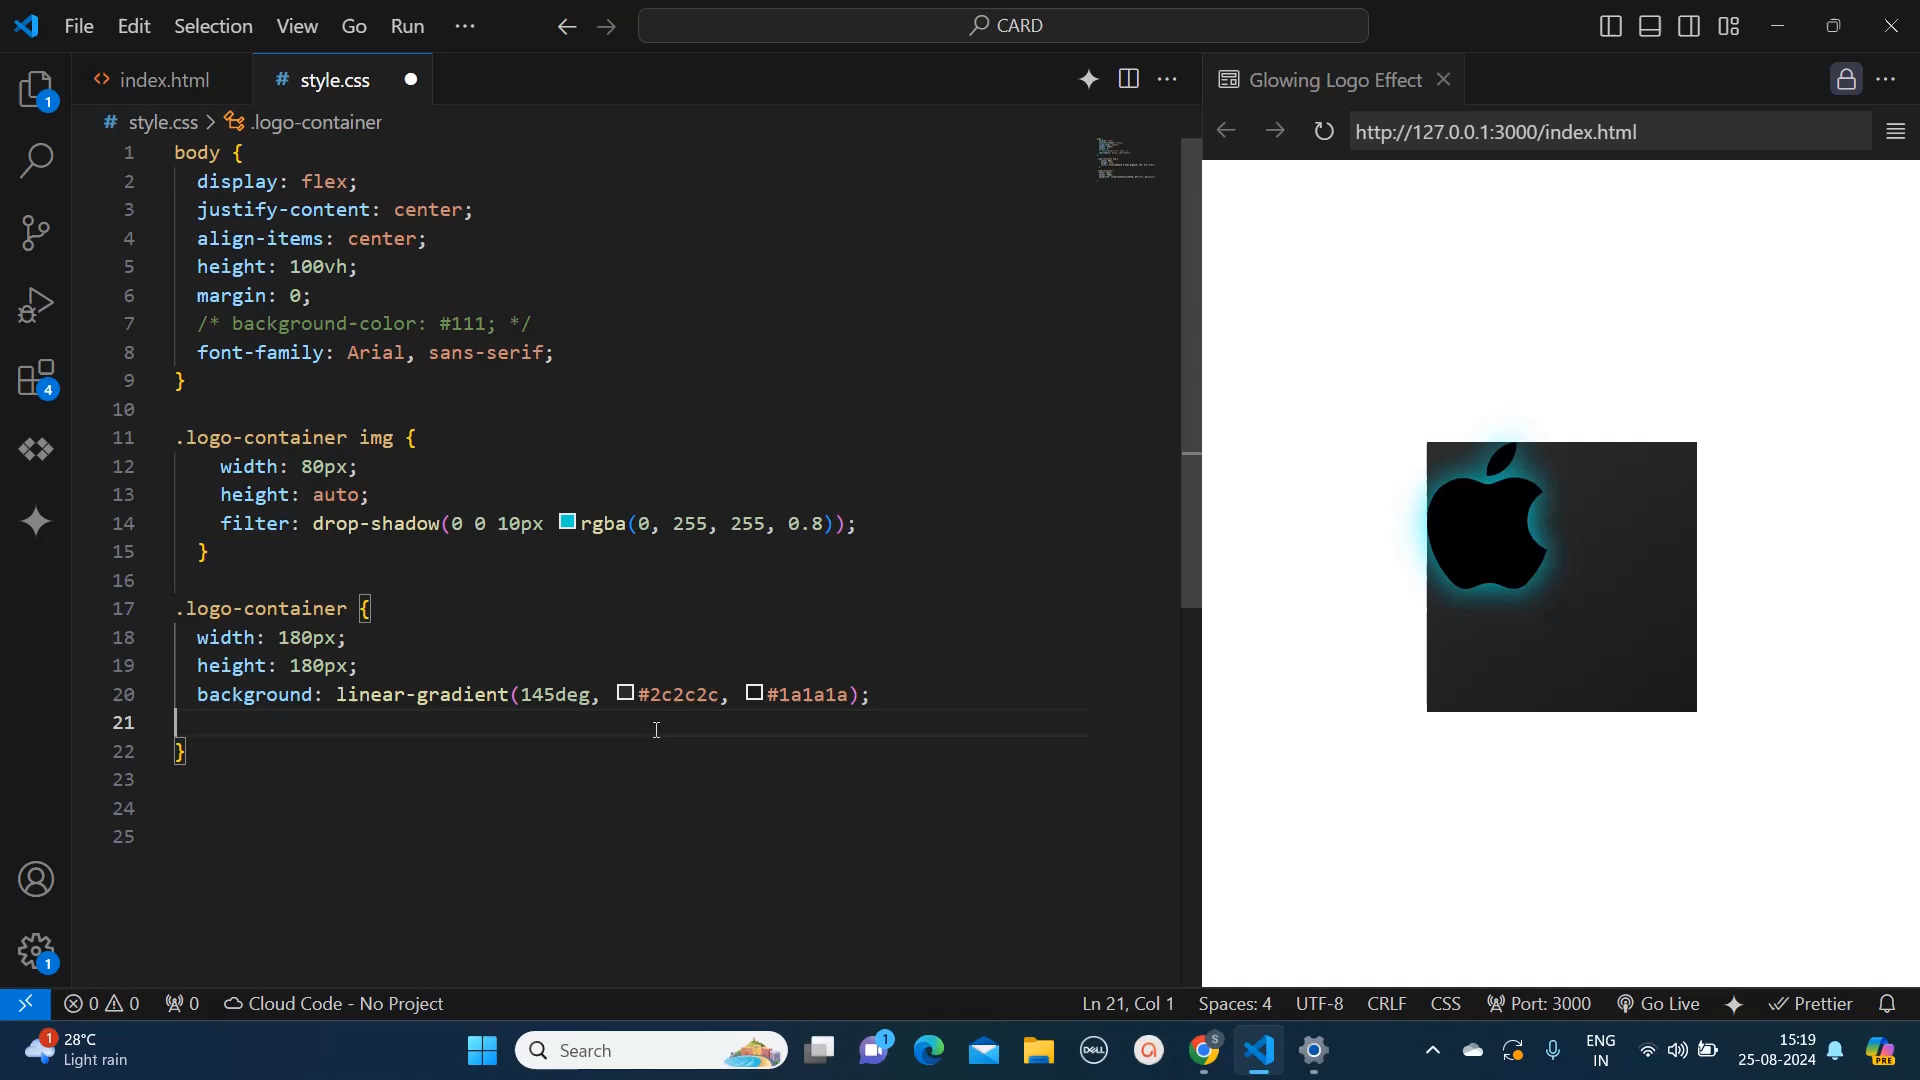 File Edit Selection View Go Run ···
CARD
index.html
# style.css
Glowing Logo Effect
# style.css > .logo-container
http://127.0.0.1:3000/index.html
1 body {
2 display: flex;
3 justify-content: center;
4 align-items: center;
5 height: 100vh;
6 margin: 0;
7 /* background-color: #111; */
8 font-family: Arial, sans-serif;
9 }
10
11 .logo-container img {
12 width: 80px;
13 height: auto;
14 filter: drop-shadow(0 0 10px rgba(0, 255, 255, 0.8));
15 }
16
17 .logo-container {
18 width: 180px;
19 height: 180px;
20 background: linear-gradient(145deg, #2c2c2c, #1a1a1a);
21
22 }
23
24
25
1
4
1
0 0 0 Cloud Code - No Project
Ln 21, Col 1 Spaces: 4 UTF-8 CRLF CSS Port: 3000 Go Live Prettier
1 28°C
Light rain
Search
1
DELL
a
S
ENG
IN
15:19
25-08-2024
PRE